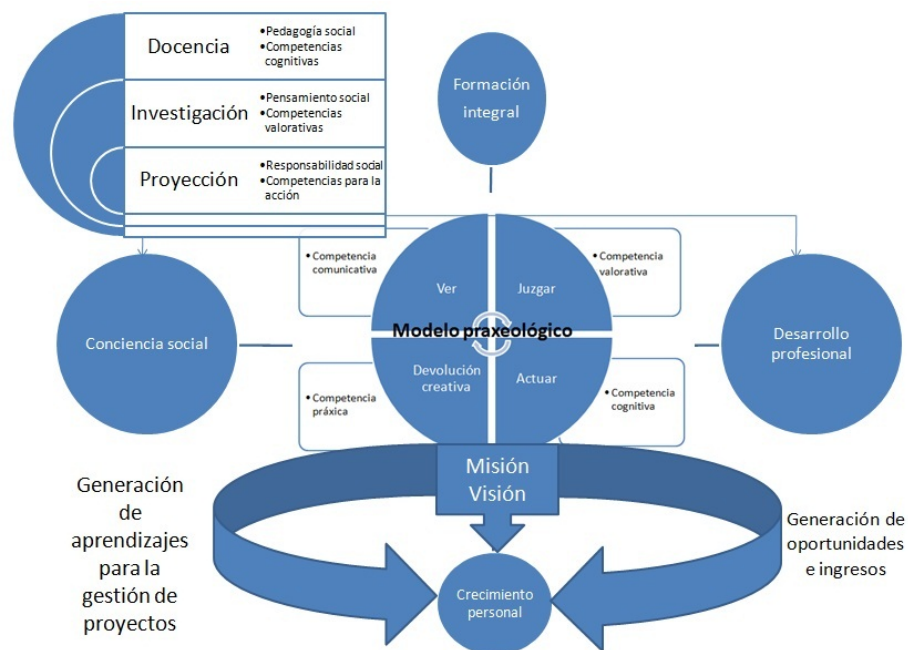 Docencia
•Pedagogía social
•Competencias
cognitivas
Investigación
•Pensamiento social
•Competencias
valorativas
Proyección
•Responsabilidad social
•Competencias para la
acción
Formación
integral
• Competencia
comunicativa
Ver
Juzgar
• Competencia
valorativa
Conciencia social
Modelo praxeológico
Desarrollo
profesional
• Competencia
práxica
Devolución
creativa
Actuar
• Competencia
cognitiva
Misión
Visión
Generación
de
aprendizajes
para la
gestión de
proyectos
Generación de
oportunidades
e ingresos
Crecimiento
personal